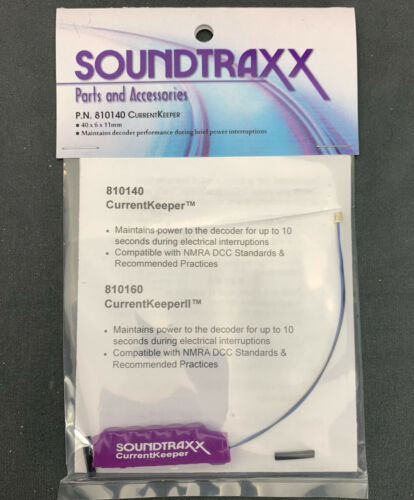 SOUNDTRAXX
Parts and Accessories
P.N. 810140 CURRENTKEEPER
■ 40 x 6 x 11mm
■ Maintains decoder performance during brief power interruptions
810140
CurrentKeeper™
• Maintains power to the decoder for up to 10
seconds during electrical interruptions
• Compatible with NMRA DCC Standards &
Recommended Practices
810160
CurrentKeeperII™
• Maintains power to the decoder for up to 10
seconds during electrical interruptions
• Compatible with NMRA DCC Standards &
Recommended Practices
SOUNDTRAXX
CurrentKeeper